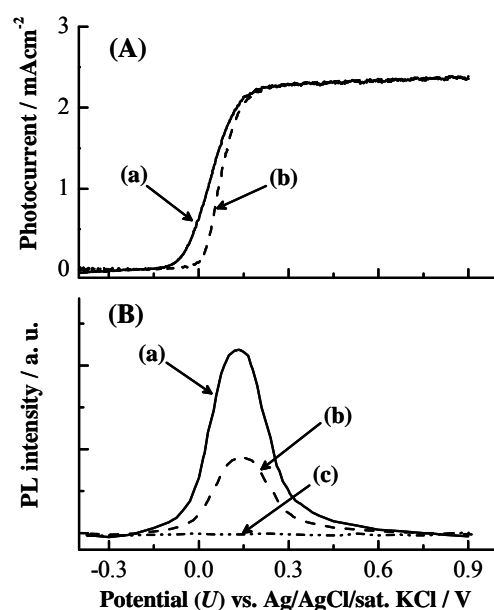 (A)
Photocurrent / mAcm-2
3
2
1
0
(a)
(b)
(B)
PL intensity / a. u.
(a)
(b)
(c)
-0.3 0.0 0.3 0.6 0.9
Potential (U) vs. Ag/AgCl/sat. KCl / V